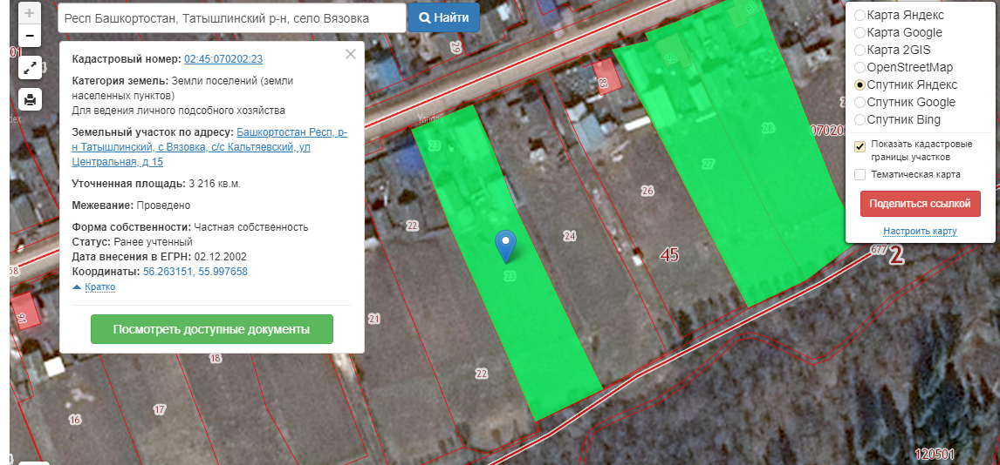 +
Респ Башкортостан, Татышлинский р-н, село Вязовка
Найти
−
Кадастровый номер: 02:45:070202:23
Категория земель: Земли поселений (земли
населенных пунктов)
Для ведения личного подсобного хозяйства
Земельный участок по адресу: Башкортостан Респ, р-
н Татышлинский, с Вязовка, с/с Кальтяевский, ул
Центральная, д 15
Уточненная площадь: 3 216 кв.м.
Межевание: Проведено
Форма собственности: Частная собственность
Статус: Ранее учтенный
Дата внесения в ЕГРН: 02.12.2002
Координаты: 56.263151, 55.997658
Кратко
Посмотреть доступные документы
Карта Яндекс
Карта Google
Карта 2GIS
OpenStreetMap
Спутник Яндекс
Спутник Google
Спутник Bing
Показать кадастровые
границы участков
Тематическая карта
Поделиться ссылкой
Настроить карту
29
83
23
28
27
26
22
24
45
23
677
2
21
22
18
17
16
91
120501